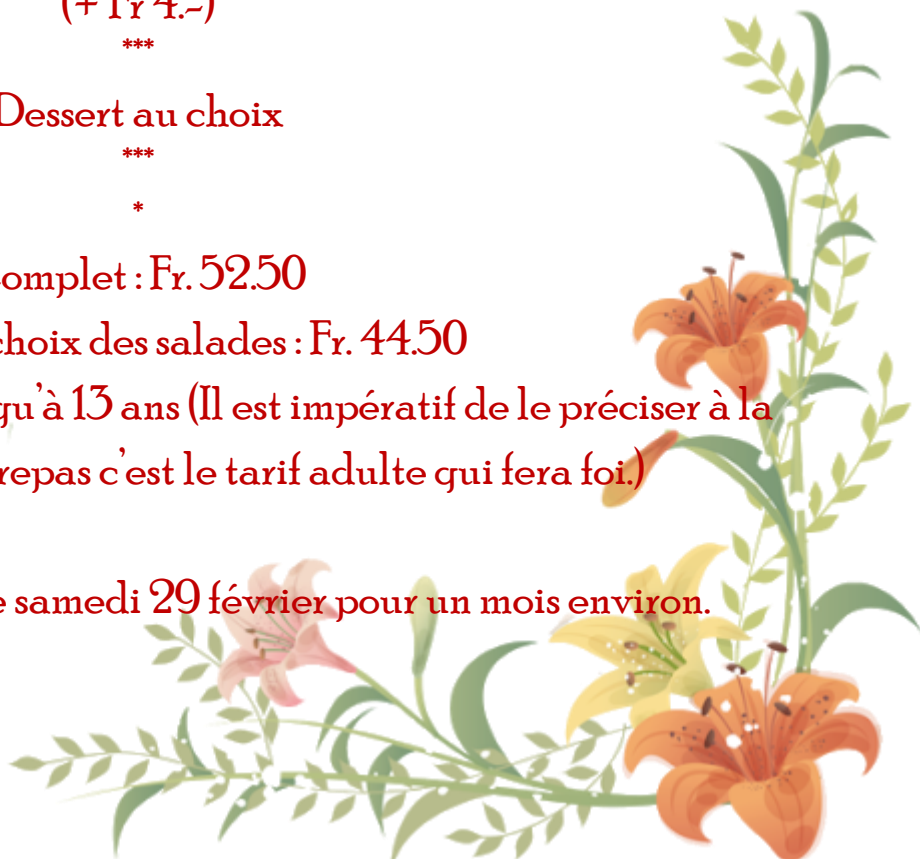 (+ Fr 4.-)
***
Dessert au choix
***
*
omplet : Fr. 52.50
choix des salades : Fr. 44.50
qu'à 13 ans (Il est impératif de le préciser à la
repas c'est le tarif adulte qui fera foi.)
e samedi 29 février pour un mois environ.